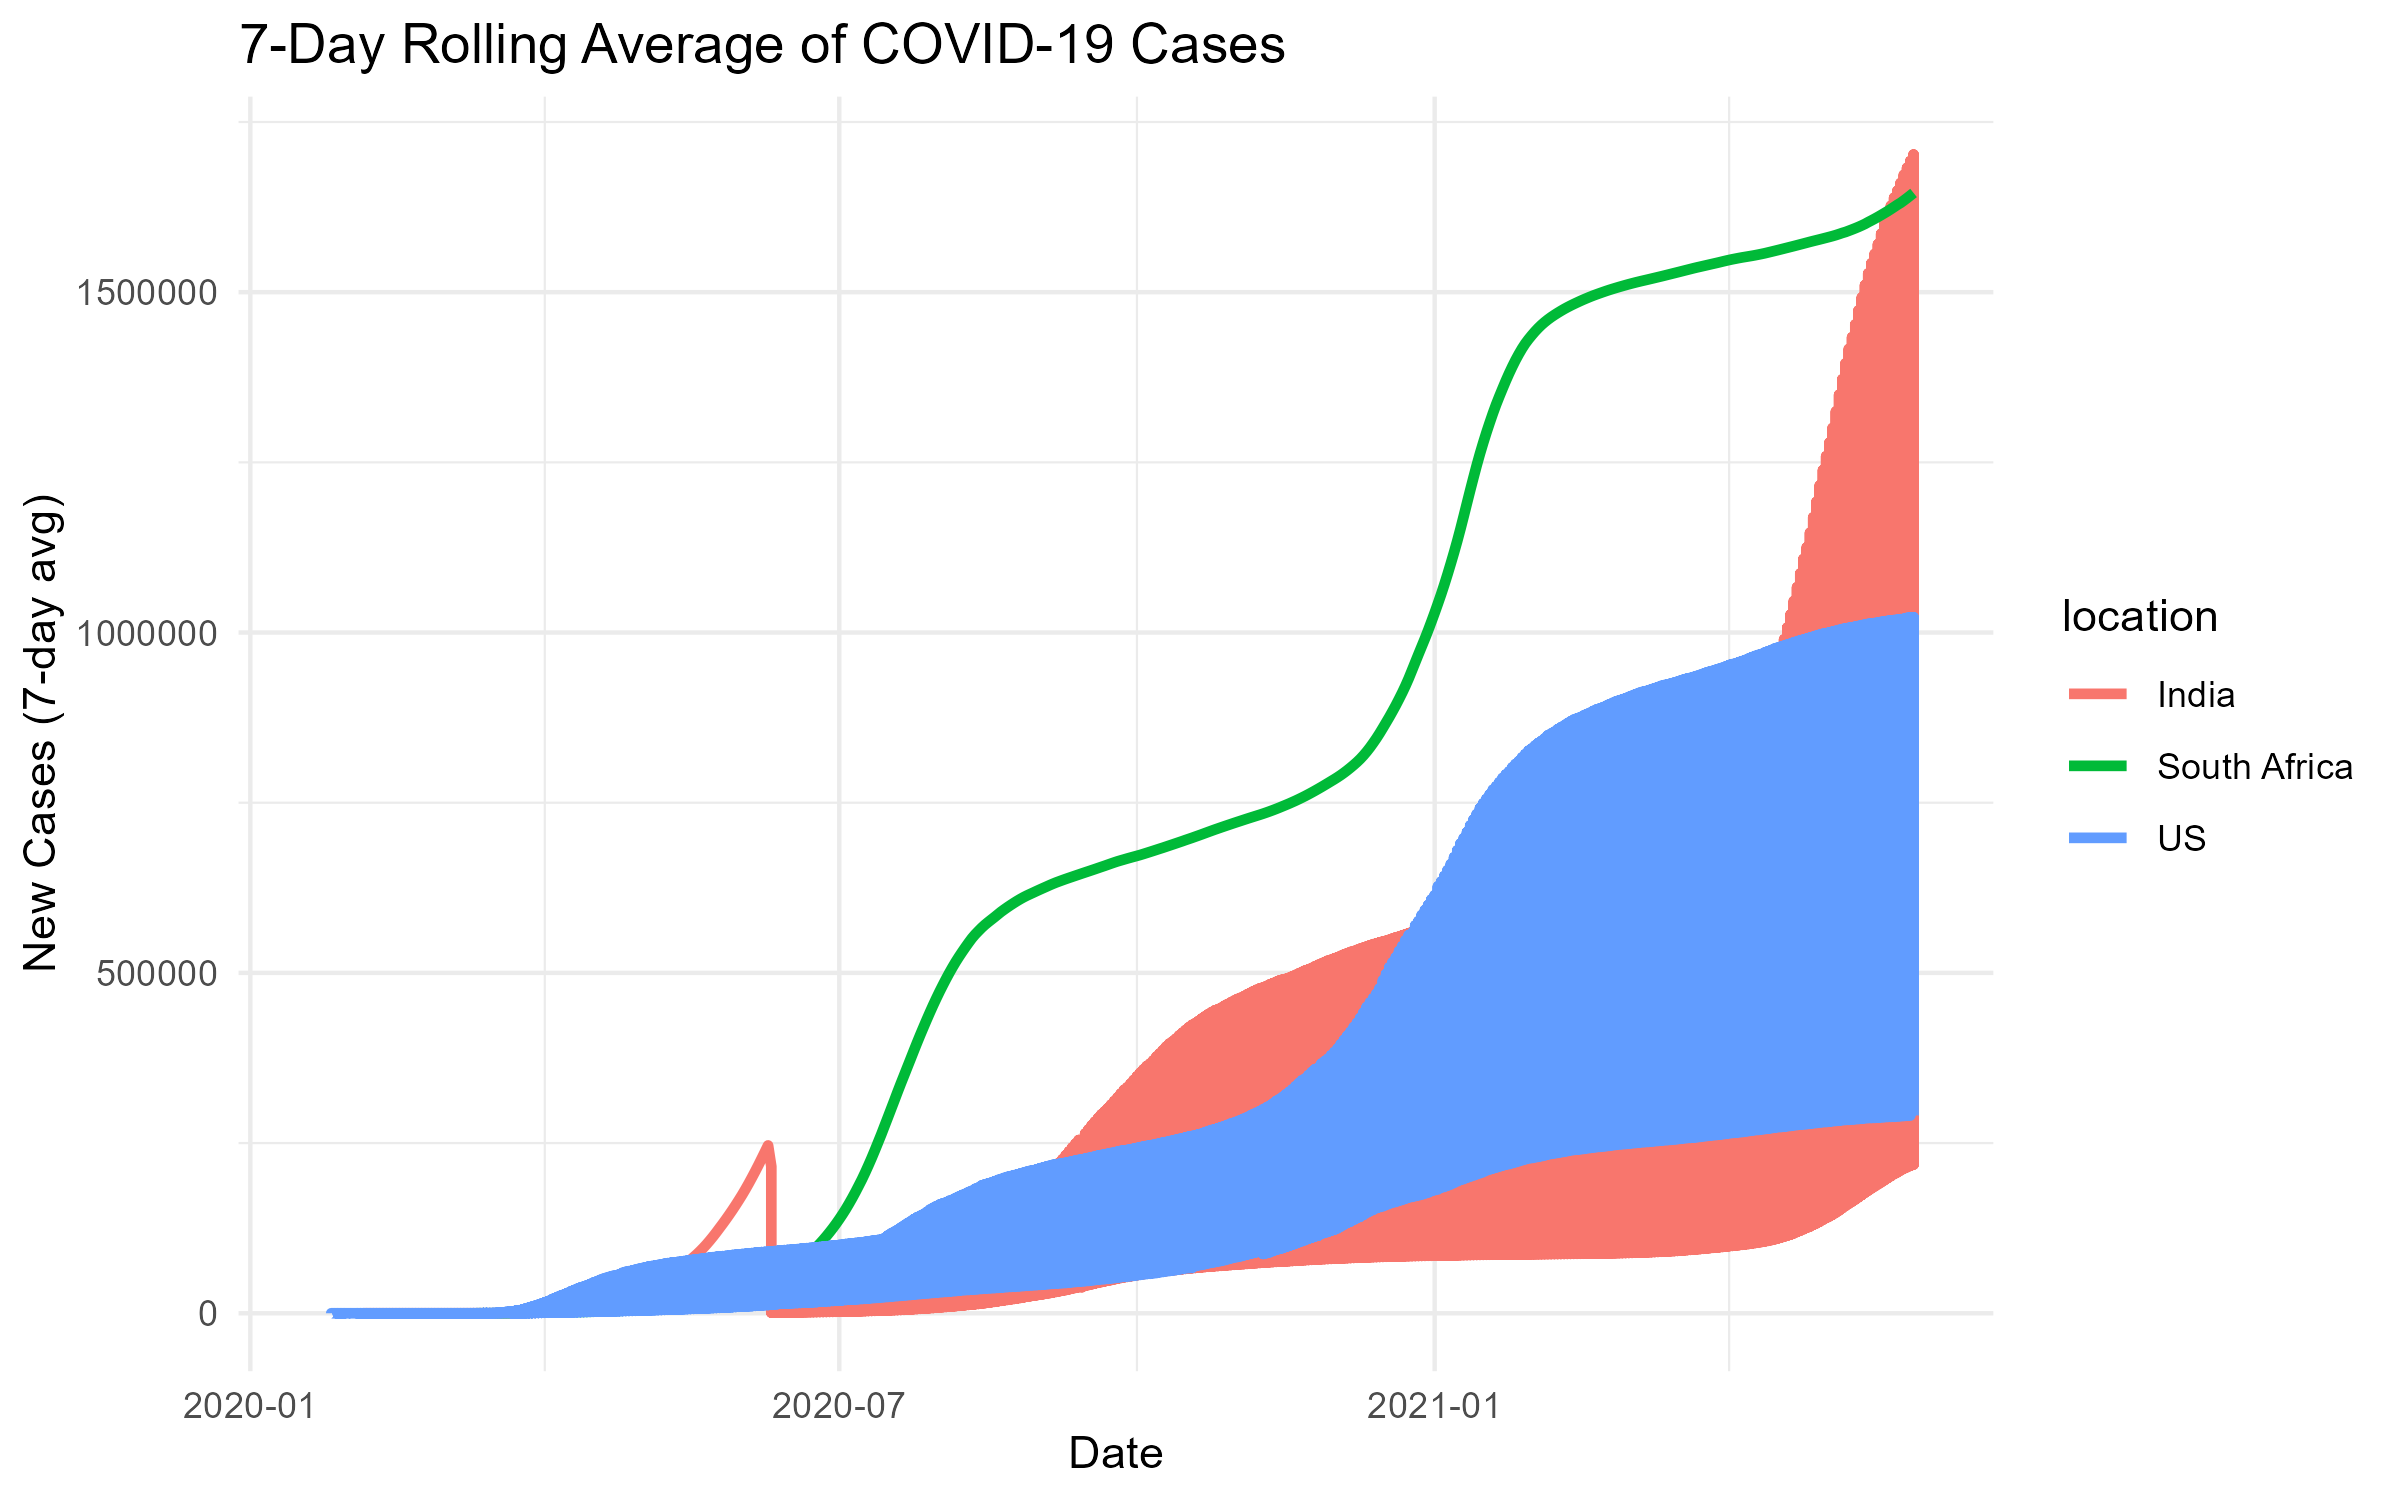 7-Day Rolling Average of COVID-19 Cases
New Cases (7-day avg)
1500000
1000000
500000
0
2020-01
2020-07
2021-01
Date
location
India
South Africa
US